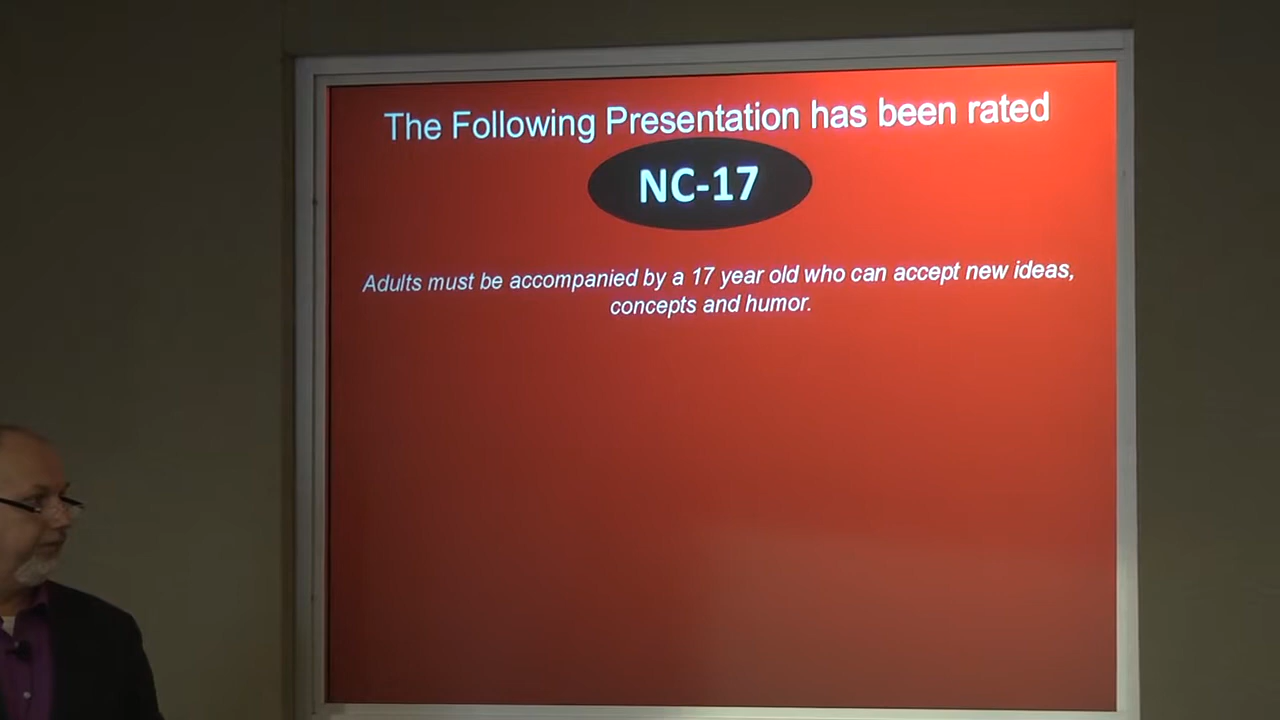 The Following Presentation has been rated
NC-17
Adults must be accompanied by a 17 year old who can accept new ideas,
concepts and humor.